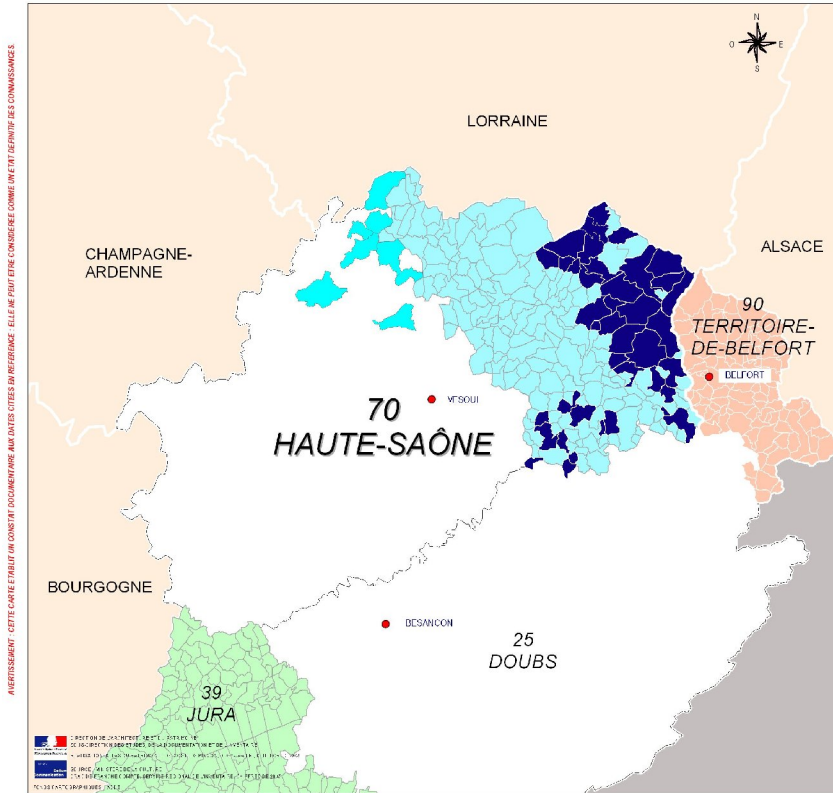 AVERTISSEMENT : CETTE CARTE ETABLIT UN CONSTAT DOCUMENTAIRE AUX DATES CITEES EN REFERENCE : ELLE NE PEUT ETRE CONSIDEREE COMME UN ETAT DEFINITIF DES CONNAISSANCES.
N
O
E
S
LORRAINE
CHAMPAGNE-
ARDENNE
ALSACE
90
TERRITOIRE-
DE-BELFORT
BELFORT
VESOUL
70
HAUTE-SAÔNE
BOURGOGNE
BESANCON
25
DOUBS
39
JURA